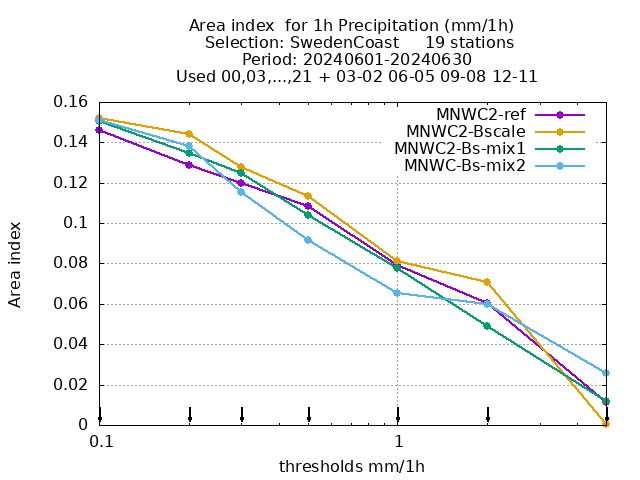 Area index  for 1h Precipitation (mm/1h)
Selection: SwedenCoast     19 stations
Period: 20240601-20240630
Used 00,03,...,21 + 03-02 06-05 09-08 12-11
MNWC2-ref
MNWC2-Bscale
MNWC2-Bs-mix1
MNWC-Bs-mix2
0.16
0.14
0.12
0.1
0.08
0.06
0.04
0.02
0
Area index
0.1
1
thresholds mm/1h